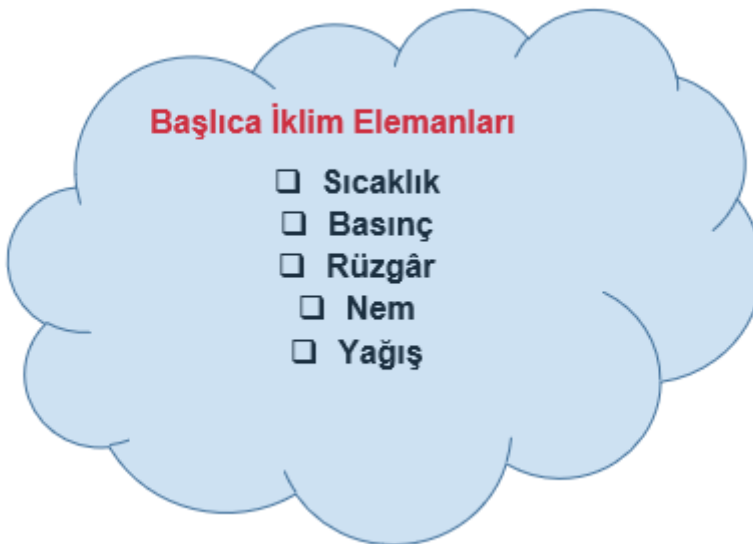 Başlıca İklim Elemanları
❑ Sıcaklık
❑ Basınç
❑ Rüzgâr
❑ Nem
❑ Yağış